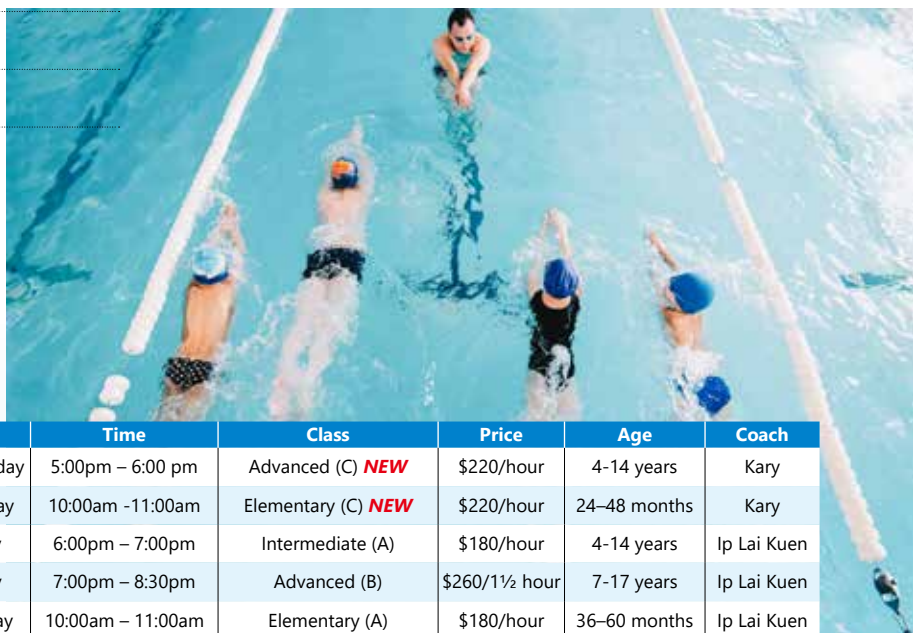 Time Class Price Age Coach
day 5:00pm – 6:00 pm Advanced (C) NEW $220/hour 4-14 years Kary
ay 10:00am -11:00am Elementary (C) NEW $220/hour 24–48 months Kary
6:00pm – 7:00pm Intermediate (A) $180/hour 4-14 years Ip Lai Kuen
7:00pm – 8:30pm Advanced (B) $260/1½ hour 7-17 years Ip Lai Kuen
ay 10:00am – 11:00am Elementary (A) $180/hour 36–60 months Ip Lai Kuen